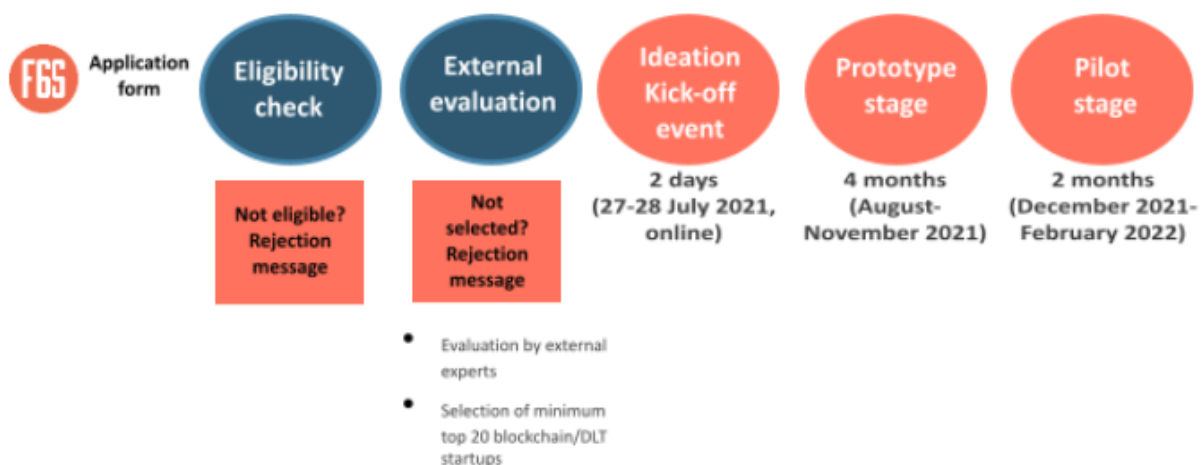 F6S
Application
form
Eligibility
check
External
evaluation
Ideation
Kick-off
event
Prototype
stage
Pilot
stage
Not eligible?
Rejection
message
Not
selected?
Rejection
message
2 days
(27-28 July 2021,
online)
4 months
(August-
November 2021)
2 months
(December 2021-
February 2022)
• Evaluation by external
experts
• Selection of minimum
top 20 blockchain/DLT
startups